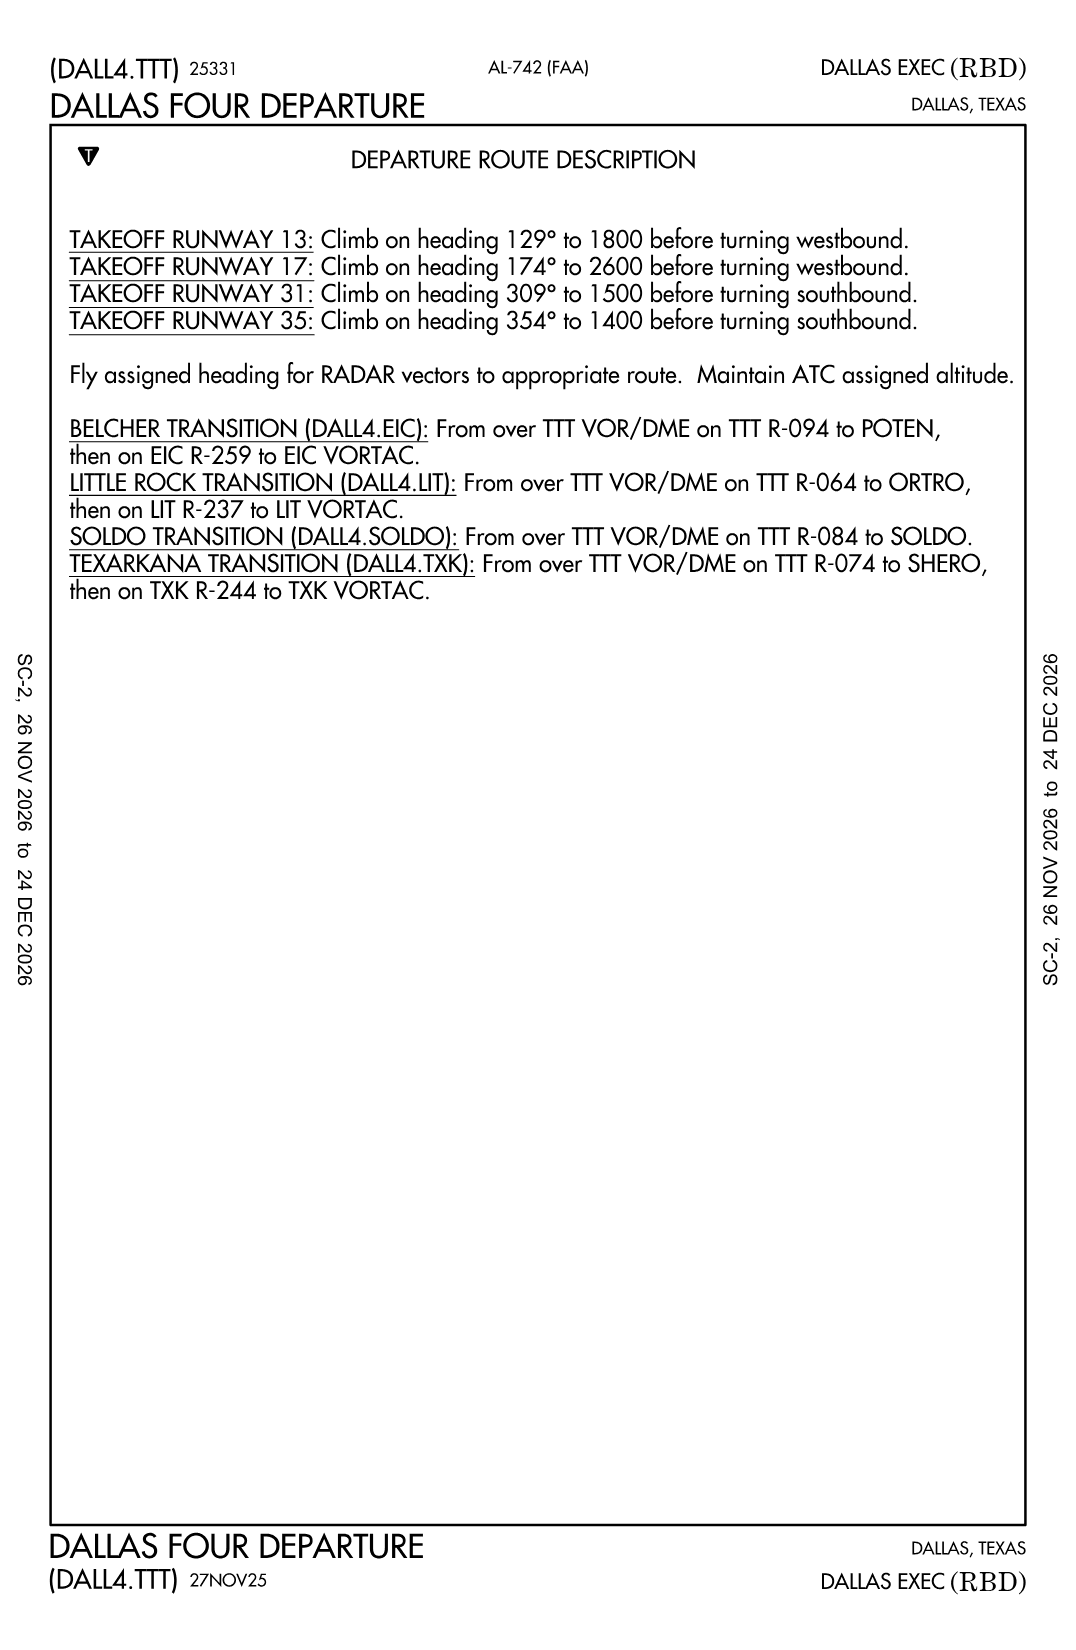 (DALL4.TTT) 25331
AL-742 (FAA)
DALLAS EXEC (RBD)
DALLAS FOUR DEPARTURE
DALLAS, TEXAS
T
DEPARTURE ROUTE DESCRIPTION
TAKEOFF RUNWAY 13: Climb on heading 129° to 1800 before turning westbound.
TAKEOFF RUNWAY 17: Climb on heading 174° to 2600 before turning westbound.
TAKEOFF RUNWAY 31: Climb on heading 309° to 1500 before turning southbound.
TAKEOFF RUNWAY 35: Climb on heading 354° to 1400 before turning southbound.
Fly assigned heading for RADAR vectors to appropriate route. Maintain ATC assigned altitude.
BELCHER TRANSITION (DALL4.EIC): From over TTT VOR/DME on TTT R-094 to POTEN,
then on EIC R-259 to EIC VORTAC.
LITTLE ROCK TRANSITION (DALL4.LIT): From over TTT VOR/DME on TTT R-064 to ORTRO,
then on LIT R-237 to LIT VORTAC.
SOLDO TRANSITION (DALL4.SOLDO): From over TTT VOR/DME on TTT R-084 to SOLDO.
TEXARKANA TRANSITION (DALL4.TXK): From over TTT VOR/DME on TTT R-074 to SHERO,
then on TXK R-244 to TXK VORTAC.
SC-2, 26 NOV 2026 to 24 DEC 2026
SC-2, 26 NOV 2026 to 24 DEC 2026
DALLAS FOUR DEPARTURE
DALLAS, TEXAS
(DALL4.TTT) 27NOV25
DALLAS EXEC (RBD)